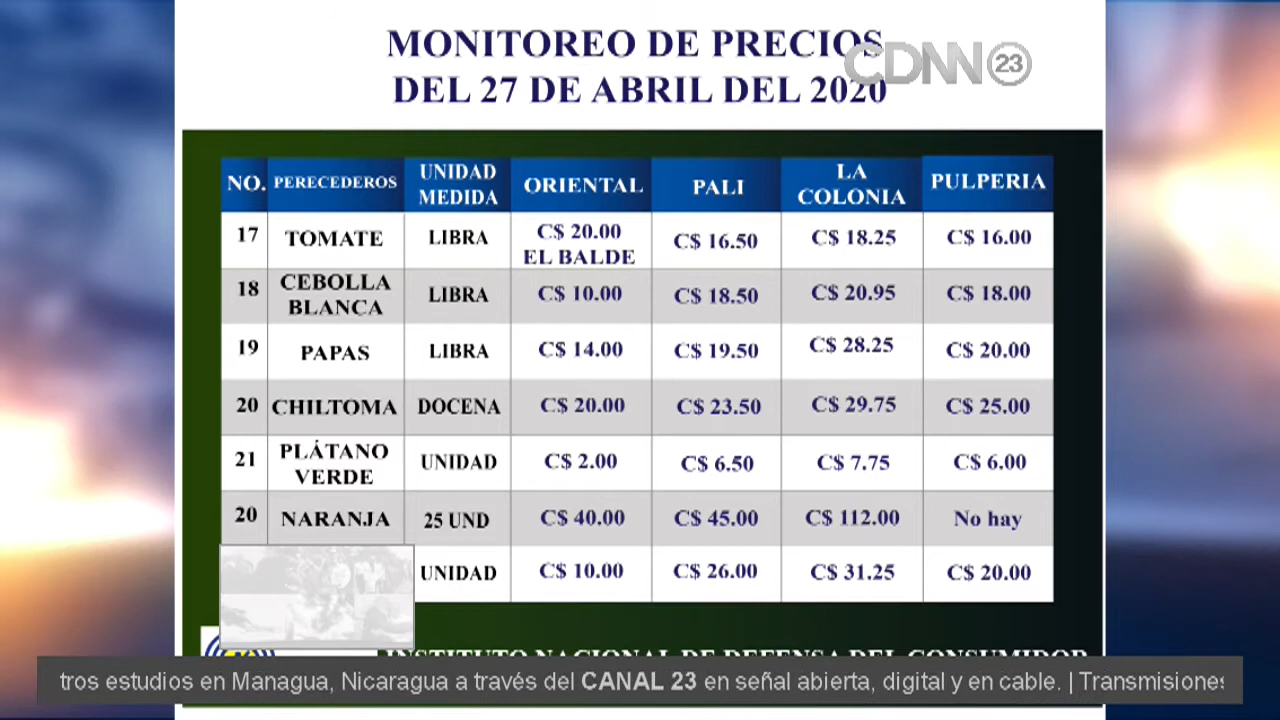 MONITOREO DE PRECIOS
DEL 27 DE ABRIL DEL 2020
CDNN 23
NO. PERECEDEROS UNIDAD MEDIDA ORIENTAL PALI LA COLONIA PULPERIA
17 TOMATE LIBRA C$ 20.00 EL BALDE C$ 16.50 C$ 18.25 C$ 16.00
18 CEBOLLA BLANCA LIBRA C$ 10.00 C$ 18.50 C$ 20.95 C$ 18.00
19 PAPAS LIBRA C$ 14.00 C$ 19.50 C$ 28.25 C$ 20.00
20 CHILTOMA DOCENA C$ 20.00 C$ 23.50 C$ 29.75 C$ 25.00
21 PLÁTANO VERDE UNIDAD C$ 2.00 C$ 6.50 C$ 7.75 C$ 6.00
20 NARANJA 25 UND C$ 40.00 C$ 45.00 C$ 112.00 No hay
UNIDAD C$ 10.00 C$ 26.00 C$ 31.25 C$ 20.00
INSTITUTO NACIONAL DE DEFENSA DEL CONSUMIDOR
tros estudios en Managua, Nicaragua a través del CANAL 23 en señal abierta, digital y en cable. | Transmisiones